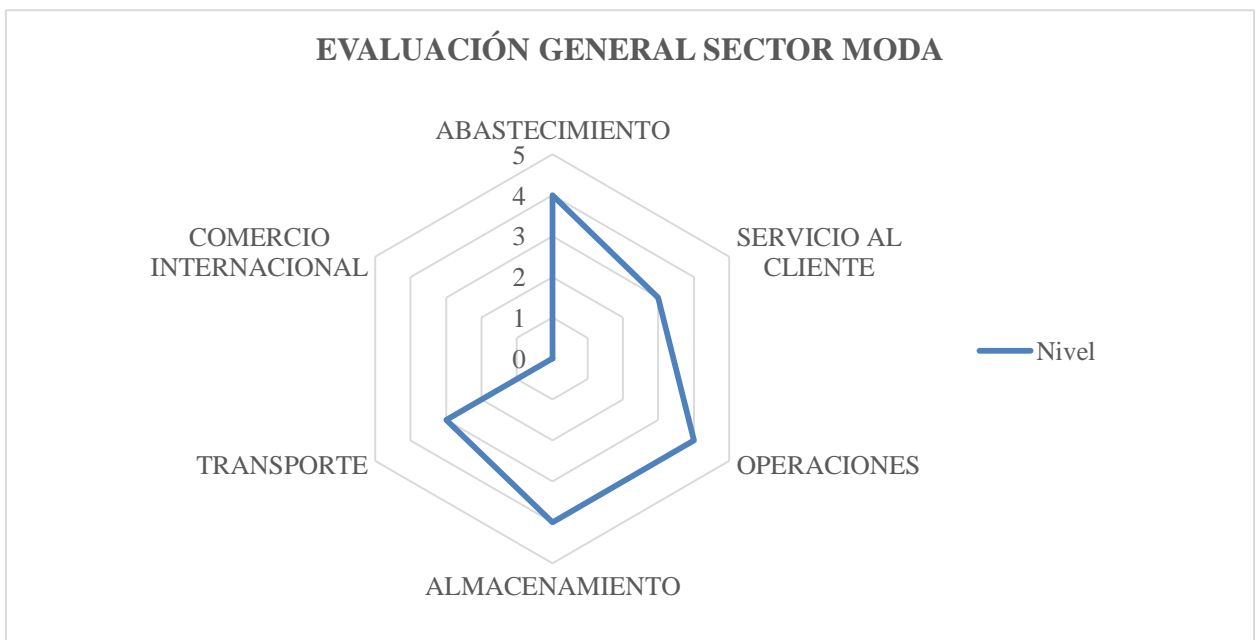 EVALUACIÓN GENERAL SECTOR MODA
ABASTECIMIENTO
5
4
3
2
1
0
SERVICIO AL
CLIENTE
OPERACIONES
ALMACENAMIENTO
TRANSPORTE
COMERCIO
INTERNACIONAL
Nivel